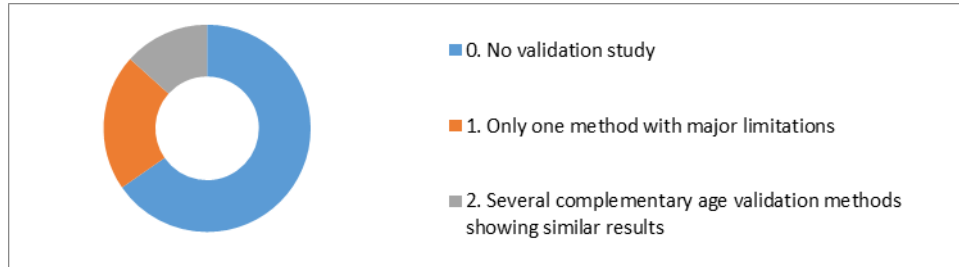 0. No validation study
1. Only one method with major limitations
2. Several complementary age validation methods
showing similar results